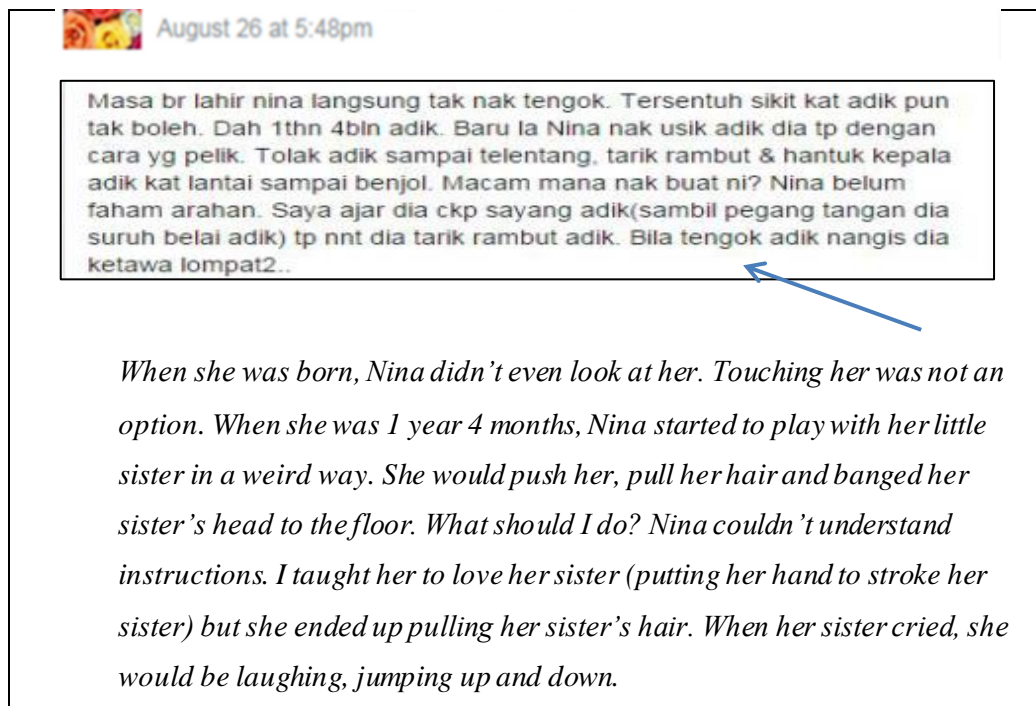 August 26 at 5:48pm
Masa br lahir nina langsung tak nak tengok. Tersentuh sikit kat adik pun
tak boleh. Dah 1thn 4bln adik. Baru la Nina nak usik adik dia tp dengan
cara yg pelik. Tolak adik sampai telentang, tarik rambut & hantuk kepala
adik kat lantai sampai benjol. Macam mana nak buat ni? Nina belum
faham arahan. Saya ajar dia ckp sayang adik(sambil pegang tangan dia
suruh belai adik) tp nnt dia tarik rambut adik. Bila tengok adik nangis dia
ketawa lompat2..
When she was born, Nina didn't even look at her. Touching her was not an
option. When she was 1 year 4 months, Nina started to play with her little
sister in a weird way. She would push her, pull her hair and banged her
sister's head to the floor. What should I do? Nina couldn't understand
instructions. I taught her to love her sister (putting her hand to stroke her
sister) but she ended up pulling her sister's hair. When her sister cried, she
would be laughing, jumping up and down.